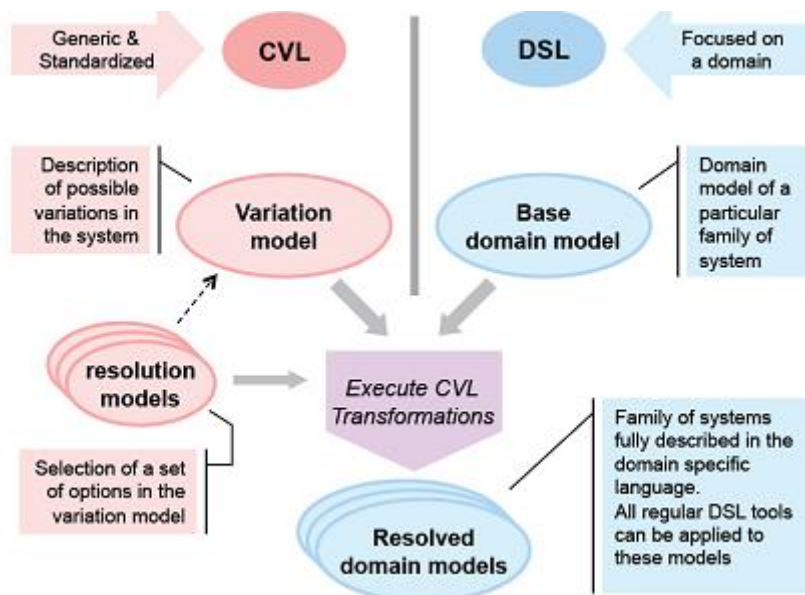 Generic &
Standardized
CVL
DSL
Focused on
a domain
Description
of possible
variations in
the system
Variation
model
Base
domain model
Domain
model of a
particular
family of
system
resolution
models
Execute CVL
Transformations
Selection of a set
of options in the
variation model
Family of systems
fully described in the
domain specific
language.
All regular DSL tools
can be applied to
these models
Resolved
domain models